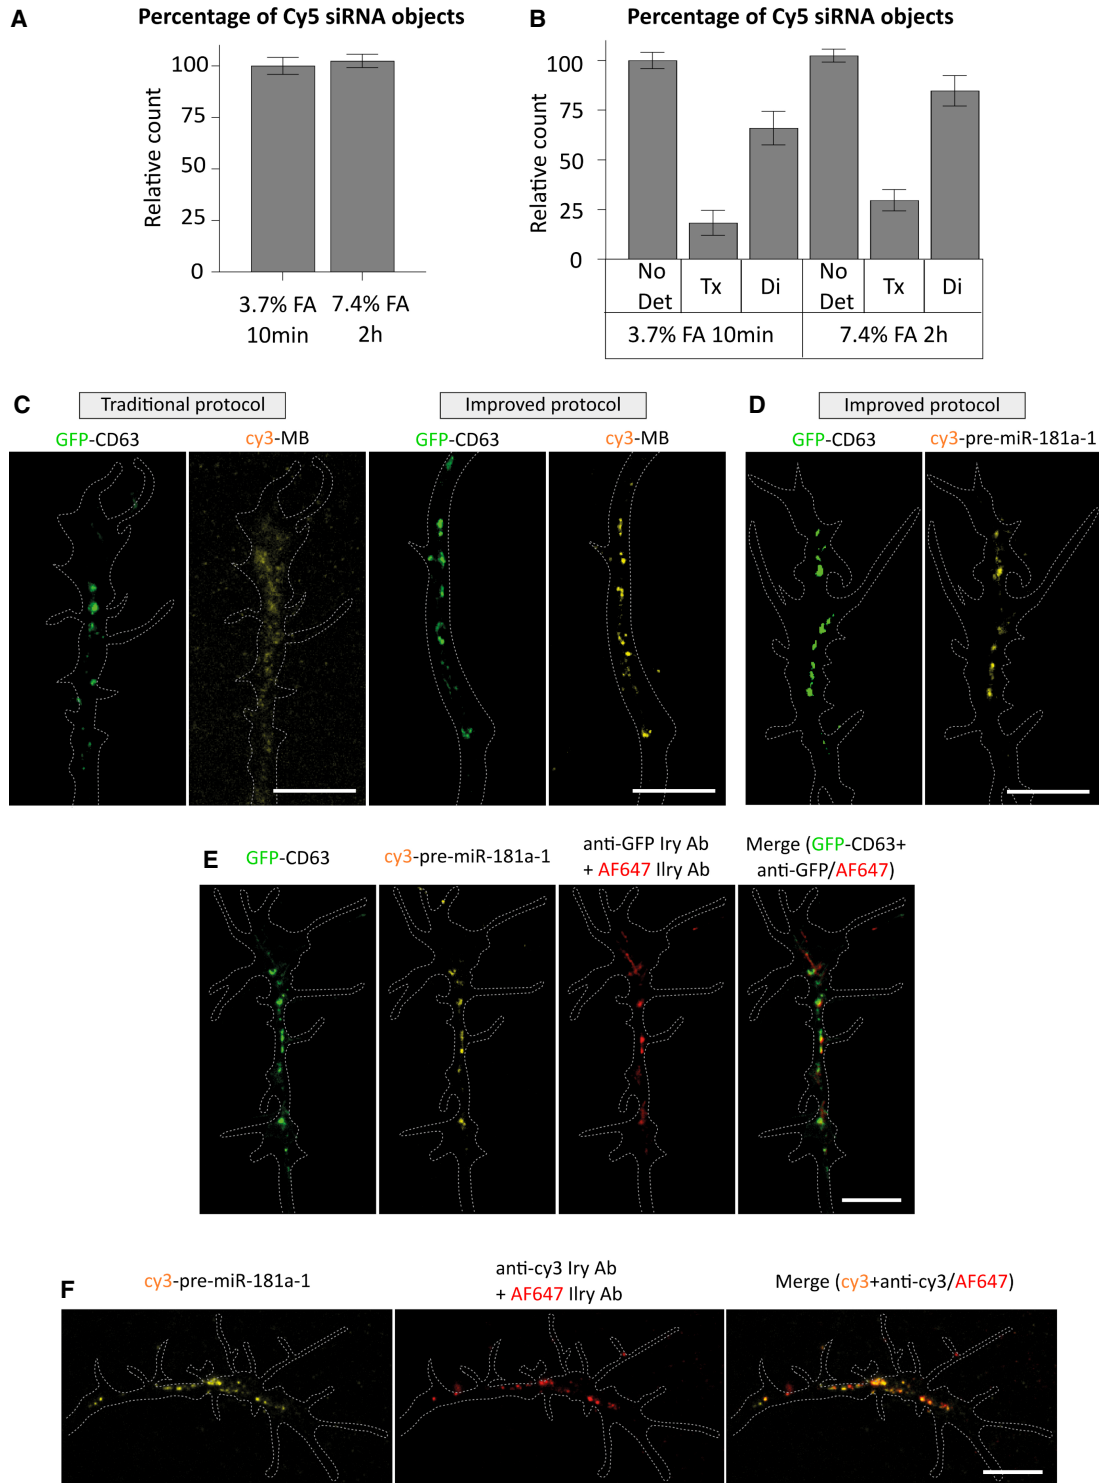 A
Percentage of Cy5 siRNA objects
Relative count
100
75
50
25
0
3.7% FA
10min
7.4% FA
2h
B
Percentage of Cy5 siRNA objects
Relative count
100
75
50
25
0
No
Det
Tx
Di
No
Det
Tx
Di
3.7% FA 10min
7.4% FA 2h
C
Traditional protocol
Improved protocol
GFP-CD63
cy3-MB
GFP-CD63
cy3-MB
D
Improved protocol
GFP-CD63
cy3-pre-miR-181a-1
E
GFP-CD63
cy3-pre-miR-181a-1
anti-GFP Iry Ab
+ AF647 IIry Ab
Merge (GFP-CD63+
anti-GFP/AF647)
F
cy3-pre-miR-181a-1
anti-cy3 Iry Ab
+ AF647 IIry Ab
Merge (cy3+anti-cy3/AF647)